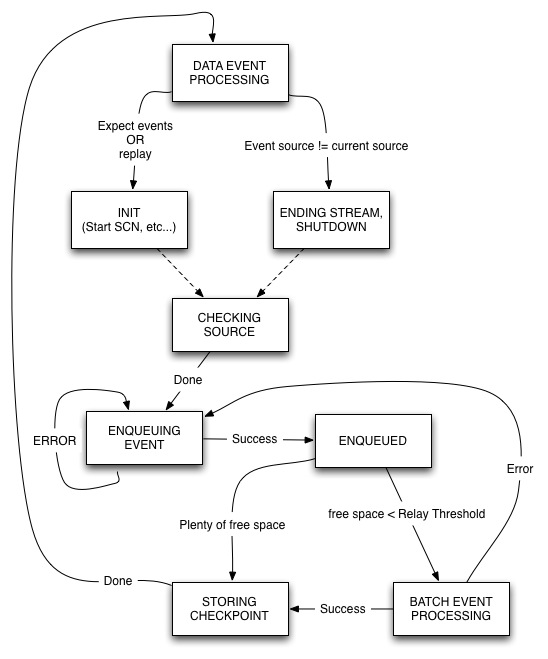 DATA EVENT
PROCESSING
Expect events
OR
replay
Event source != current source
INIT
(Start SCN, etc...)
ENDING STREAM,
SHUTDOWN
CHECKING
SOURCE
Done
ENQUEUING
EVENT
ERROR
Success
ENQUEUED
Error
Plenty of free space
free space < Relay Threshold
Done
STORING
CHECKPOINT
Success
BATCH EVENT
PROCESSING